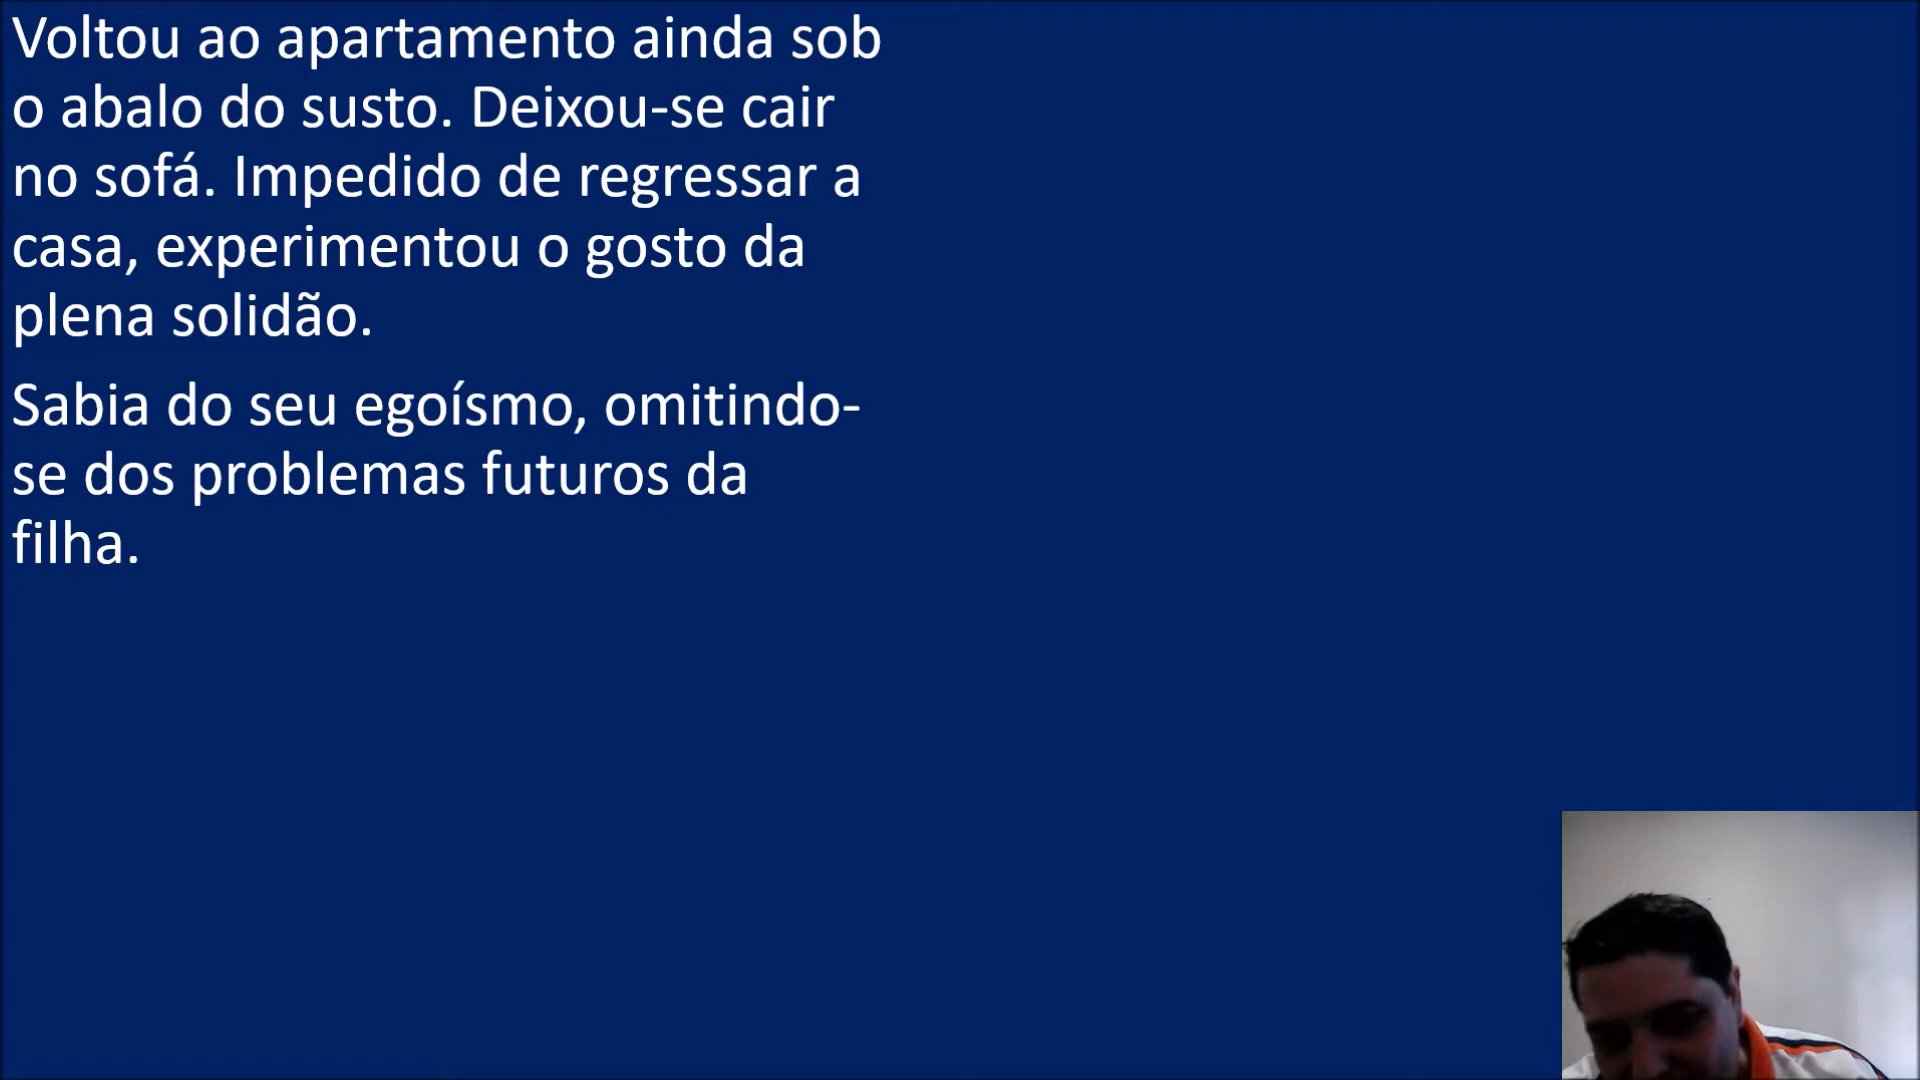 Voltou ao apartamento ainda sob
o abalo do susto. Deixou-se cair
no sofá. Impedido de regressar a
casa, experimentou o gosto da
plena solidão.
Sabia do seu egoísmo, omitindo-
se dos problemas futuros da
filha.